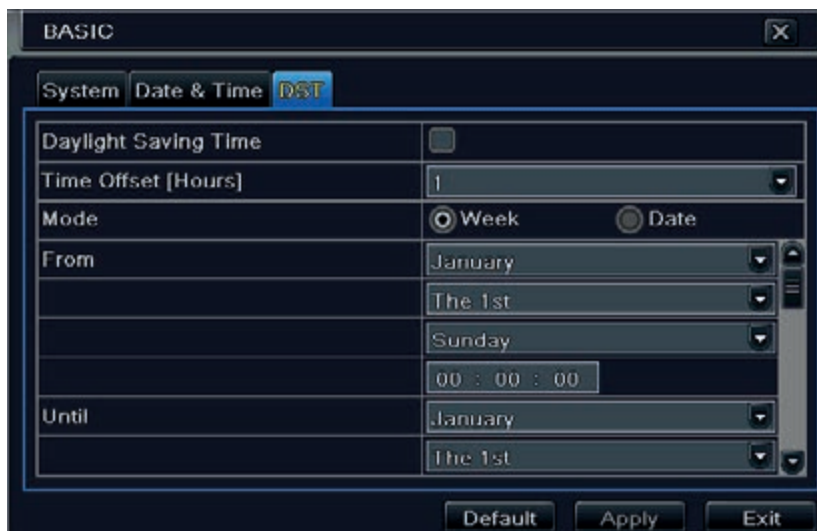 BASIC
System Date & Time DST
Daylight Saving Time
Time Offset [Hours] 1
Mode Week Date
From January
The 1st
Sunday
00 : 00 : 00
Until January
The 1st
Default Apply Exit